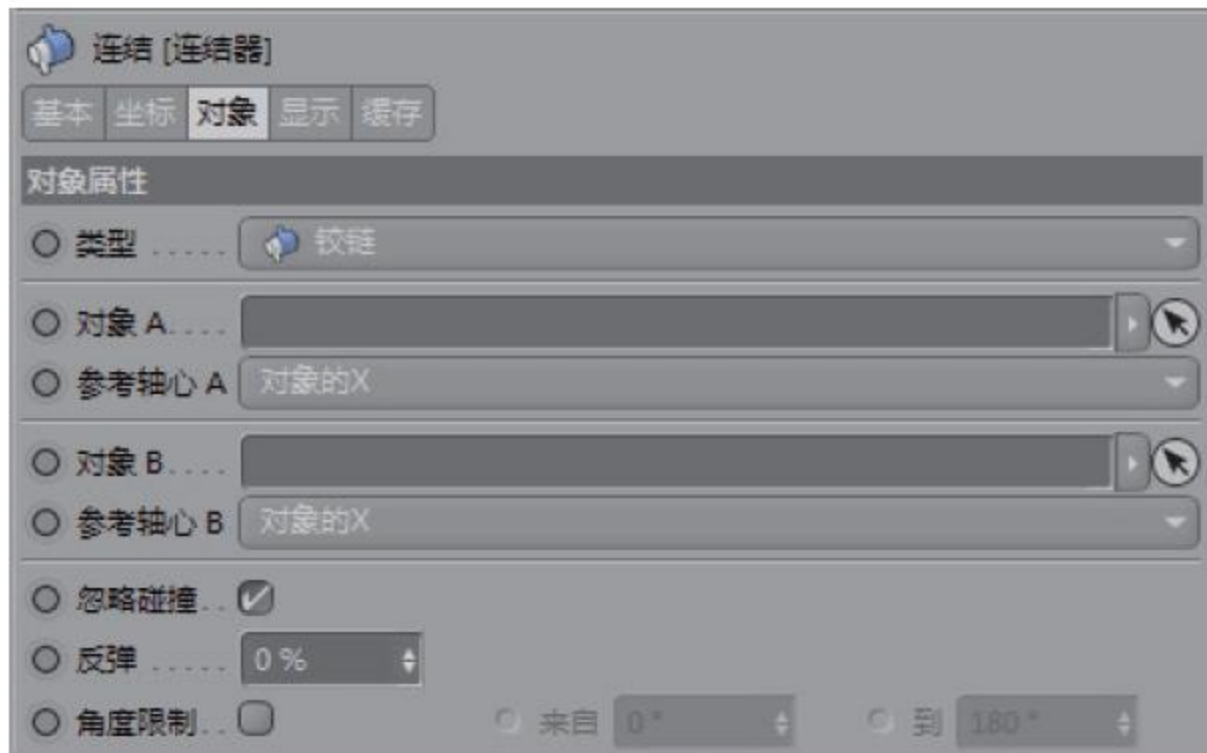 连结 [连结器]
基本 坐标 对象 显示 缓存
对象属性
类型 ..... 铰链
对象 A....
参考轴心 A 对象的X
对象 B....
参考轴心 B 对象的X
忽略碰撞..
反弹 ..... 0 %
角度限制.. 来自 0 ° 到 180 °